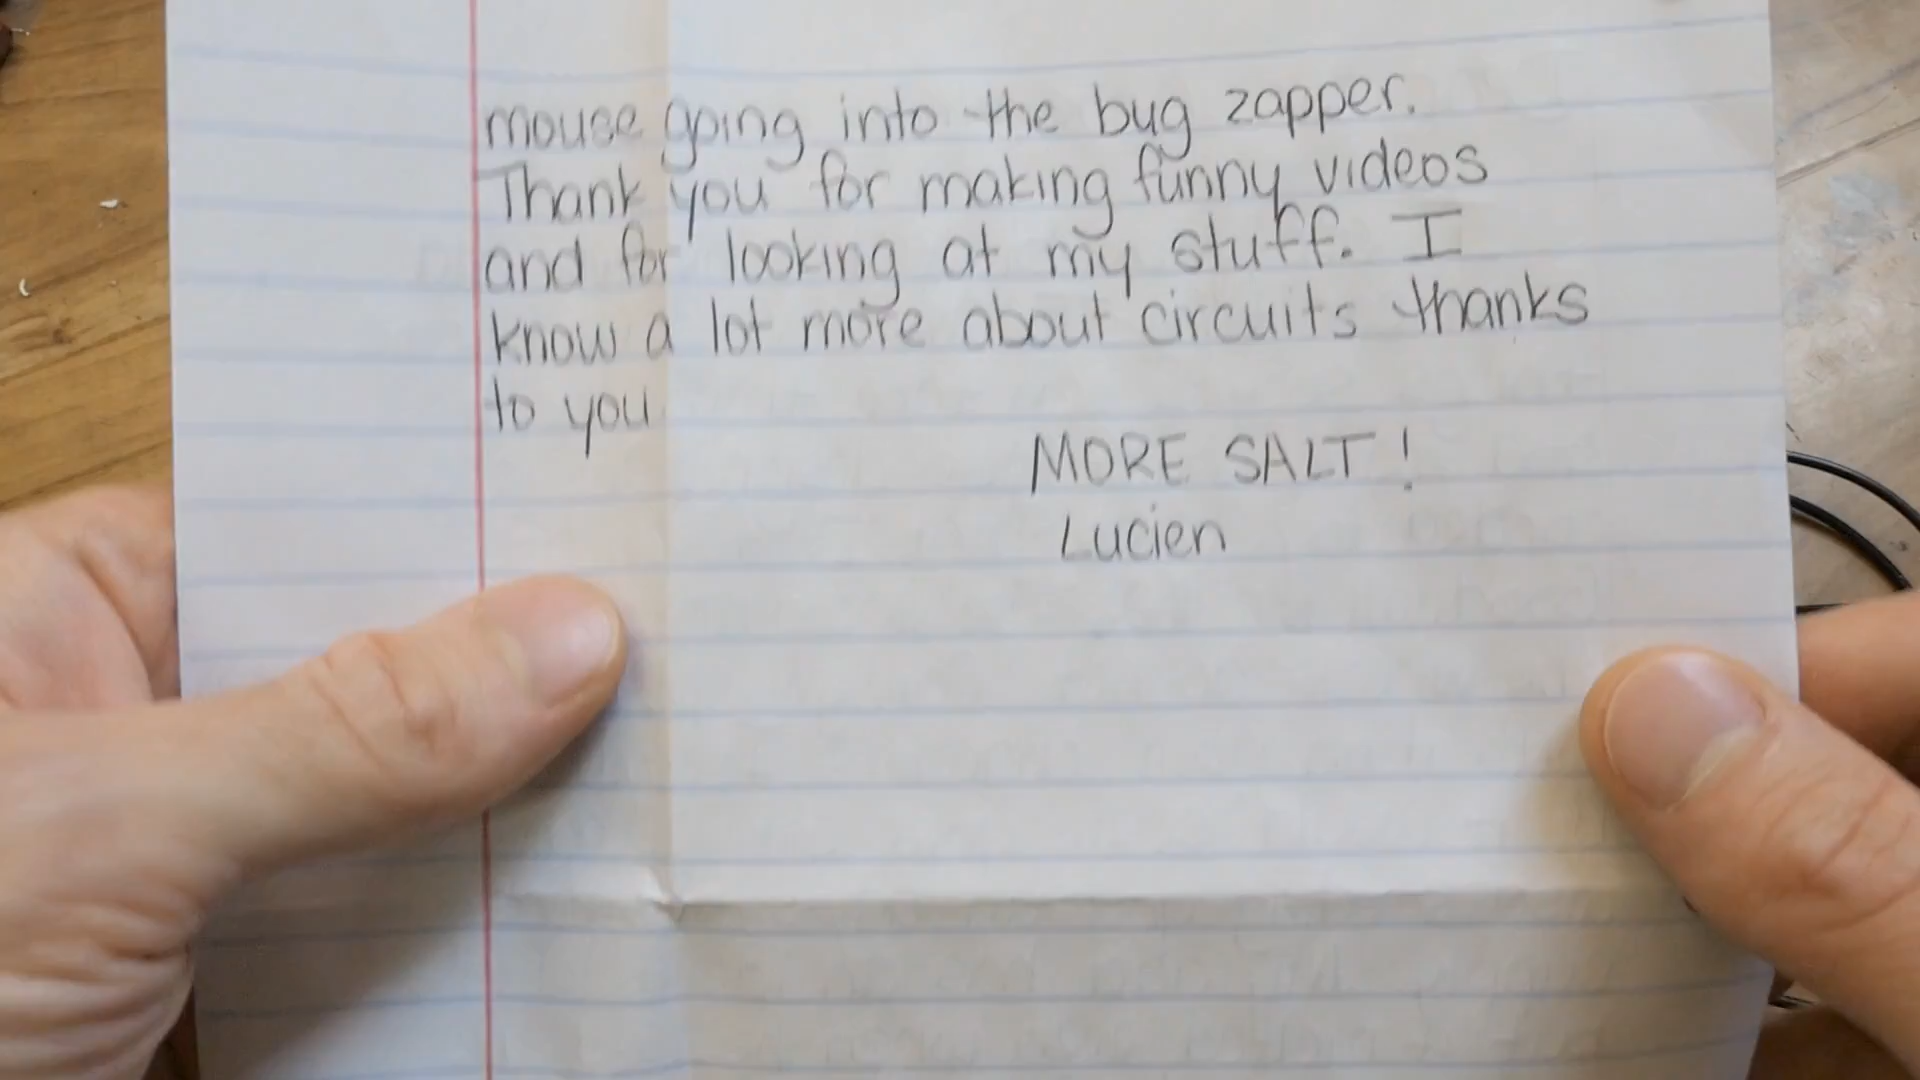 mouse going into the bug zapper.
Thank you for making funny videos
and for looking at my stuff. I
know a lot more about circuits thanks
to you
MORE SALT!
Lucien